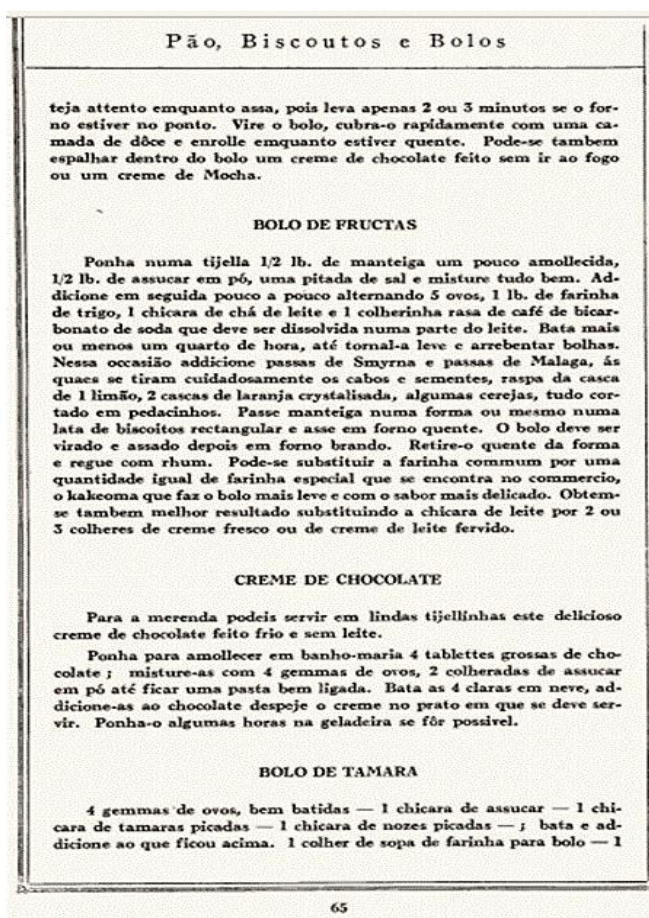 Pão, Biscoutos e Bolos
teja attento emquanto assa, pois leva apenas 2 ou 3 minutos se o for-
no estiver no ponto. Vire o bolo, cubra-o rapidamente com uma ca-
mada de dôce e enrolle emquanto estiver quente. Pode-se tambem
espalhar dentro do bolo um creme de chocolate feito sem ir ao fogo
ou um creme de Mocha.
BOLO DE FRUCTAS
Ponha numa tijella 1/2 lb. de manteiga um pouco amollecida,
1/2 lb. de assucar em pó, uma pitada de sal e misture tudo bem. Ad-
dicione em seguida pouco a pouco alternando 5 ovos, 1 lb. de farinha
de trigo, 1 chicara de chá de leite e 1 colherinha rasa de café de bicar-
bonato de soda que deve ser dissolvida numa parte do leite. Bata mais
ou menos um quarto de hora, até tornal-a leve e arrebentar bolhas.
Nessa occasião addicione passas de Smyrna e passas de Malaga, ás
quaes se tiram cuidadosamente os cabos e sementes, raspa da casca
de 1 limão, 2 cascas de laranja crystalisada, algumas cerejas, tudo cor-
tado em pedacinhos. Passe manteiga numa forma ou mesmo numa
lata de biscoitos rectangular e asse em forno quente. O bolo deve ser
virado e assado depois em forno brando. Retire-o quente da forma
e regue com rhum. Pode-se substituir a farinha commum por uma
quantidade igual de farinha especial que se encontra no commercio,
o kakeoma que faz o bolo mais leve e com o sabor mais delicado. Obtem-
se tambem melhor resultado substituindo a chicara de leite por 2 ou
3 colheres de creme fresco ou de creme de leite fervido.
CREME DE CHOCOLATE
Para a merenda podeis servir em lindas tijellinhas este delicioso
creme de chocolate feito frio e sem leite.
Ponha para amollecer em banho-maria 4 tablettes grossas de cho-
colate ; misture-as com 4 gemmas de ovos, 2 colheradas de assucar
em pó até ficar uma pasta bem ligada. Bata as 4 claras em neve, ad-
dicione-as ao chocolate despeje o creme no prato em que se deve ser-
vir. Ponha-o algumas horas na geladeira se fôr possivel.
BOLO DE TAMARA
4 gemmas de ovos, bem batidas — 1 chicara de assucar — 1 chi-
cara de tamaras picadas — 1 chicara de nozes picadas — ; bata e ad-
dicione ao que ficou acima. 1 colher de sopa de farinha para bolo — 1
65